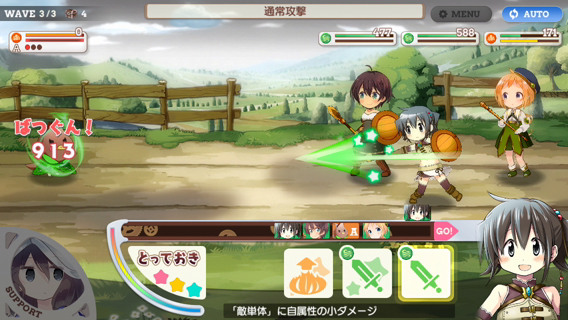 WAVE 3/3 4
通常攻撃
MENU
AUTO
0
A
477
588
171
ばつぐん！
913
A
GO!
とっておき
SUPPORT
「敵単体」に自属性の小ダメージ